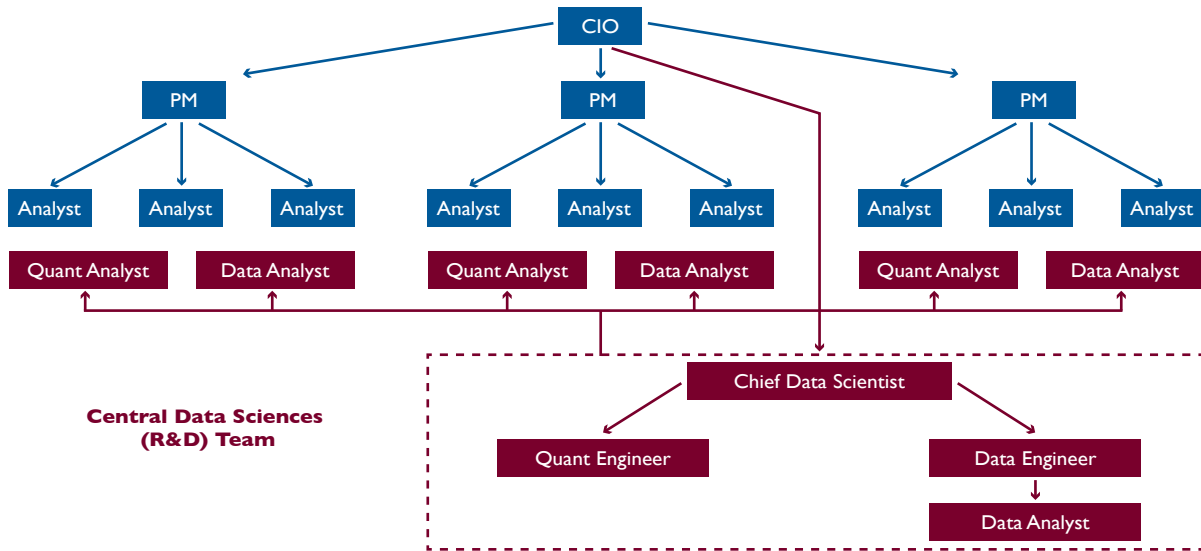 CIO
PM
PM
PM
Analyst
Analyst
Analyst
Analyst
Analyst
Analyst
Analyst
Analyst
Analyst
Quant Analyst
Data Analyst
Quant Analyst
Data Analyst
Quant Analyst
Data Analyst
Chief Data Scientist
Central Data Sciences
(R&D) Team
Quant Engineer
Data Engineer
Data Analyst